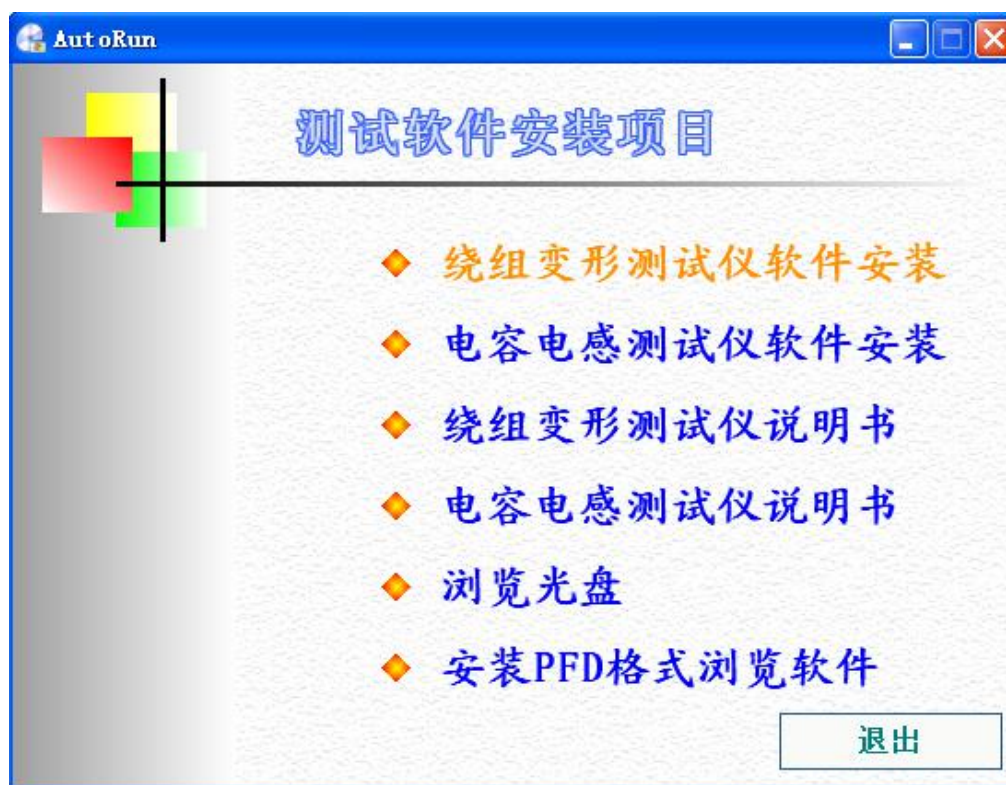 AutoRun
测试软件安装项目
绕组变形测试仪软件安装
电容电感测试仪软件安装
绕组变形测试仪说明书
电容电感测试仪说明书
浏览光盘
安装PFD格式浏览软件
退出